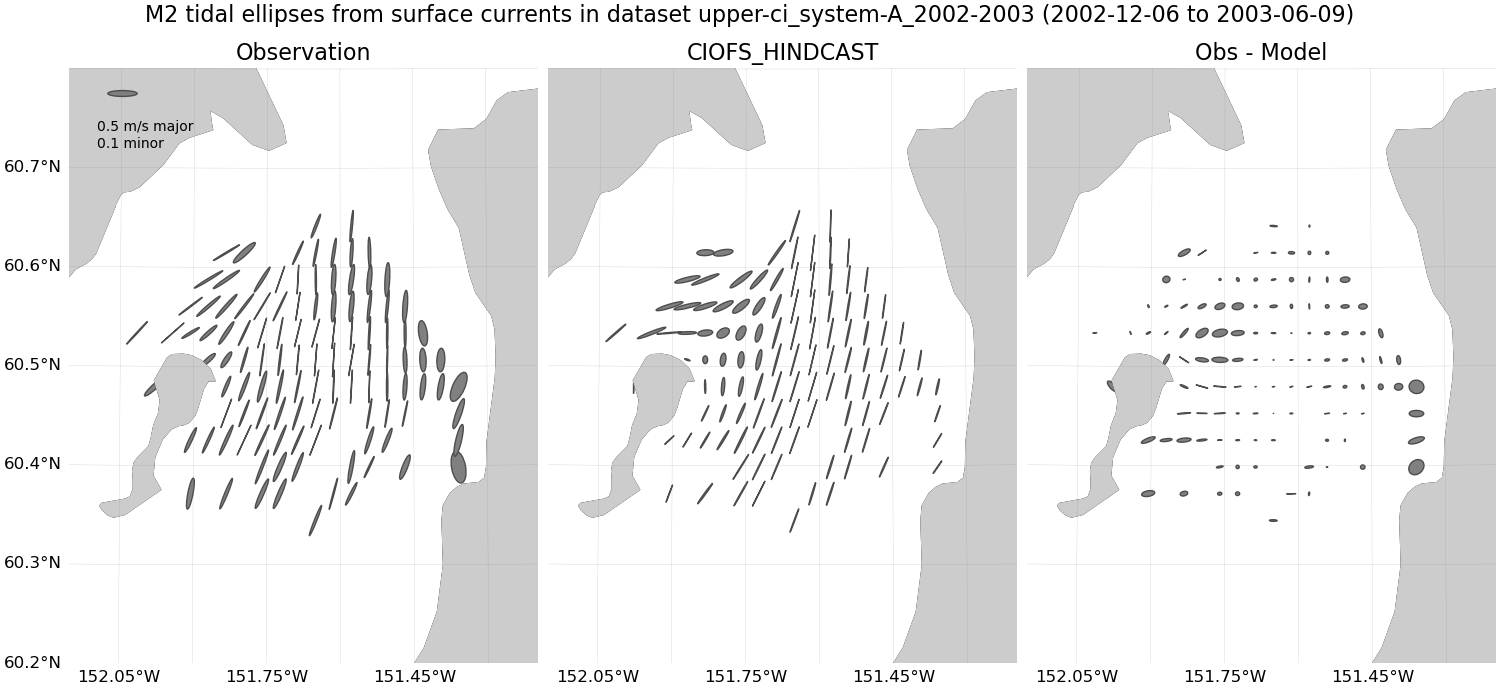 M2 tidal ellipses from surface currents in dataset upper-ci_system-A_2002-2003 (2002-12-06 to 2003-06-09)
Observation
CIOFS_HINDCAST
Obs - Model
0.5 m/s major
0.1 minor
60.7°N
60.6°N
60.5°N
60.4°N
60.3°N
60.2°N
152.05°W 151.75°W 151.45°W
152.05°W 151.75°W 151.45°W
152.05°W 151.75°W 151.45°W